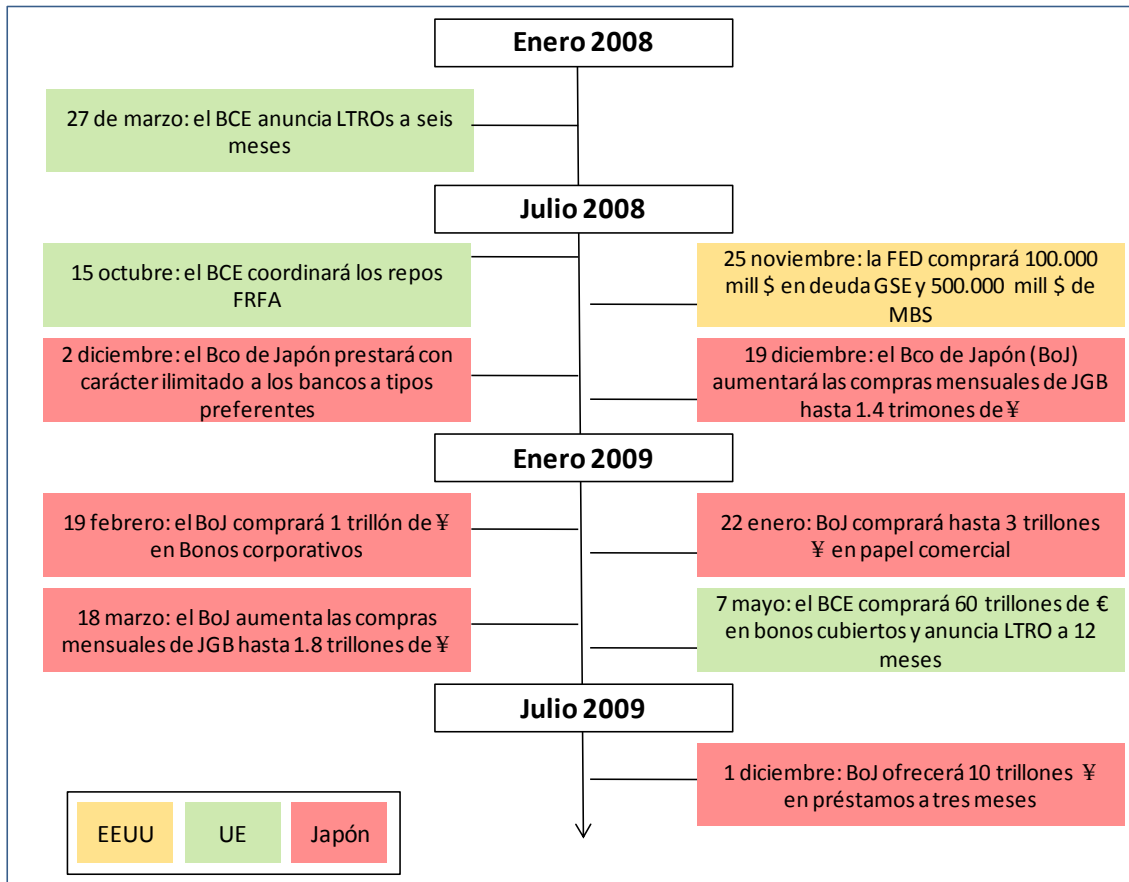 Enero 2008
27 de marzo: el BCE anuncia LTROs a seis
meses
Julio 2008
15 octubre: el BCE coordinará los repos
FRFA
25 noviembre: la FED comprará 100.000
mill $ en deuda GSE y 500.000 mill $ de
MBS
2 diciembre: el Bco de Japón prestará con
carácter ilimitado a los bancos a tipos
preferentes
19 diciembre: el Bco de Japón (BoJ)
aumentará las compras mensuales de JGB
hasta 1.4 trimones de ¥
Enero 2009
19 febrero: el BoJ comprará 1 trillón de ¥
en Bonos corporativos
22 enero: BoJ comprará hasta 3 trillones
¥ en papel comercial
18 marzo: el BoJ aumenta las compras
mensuales de JGB hasta 1.8 trillones de ¥
7 mayo: el BCE comprará 60 trillones de €
en bonos cubiertos y anuncia LTRO a 12
meses
Julio 2009
1 diciembre: BoJ ofrecerá 10 trillones ¥
en préstamos a tres meses
EEUU
UE
Japón